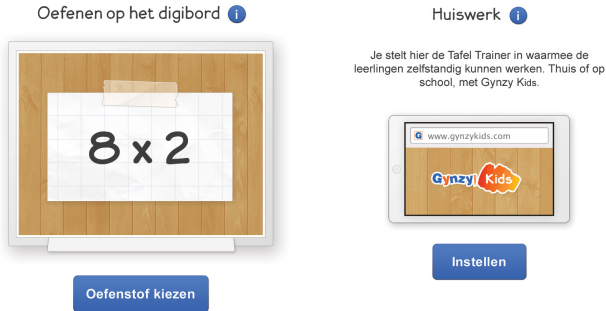 Oefenen op het digibord i
8 x 2
Oefenstof kiezen
Huiswerk i
Je stelt hier de Tafel Trainer in waarmee de
leerlingen zelfstandig kunnen werken. Thuis of op
school, met Gynzy Kids.
G www.gynzykids.com
Gynzy Kids
Instellen